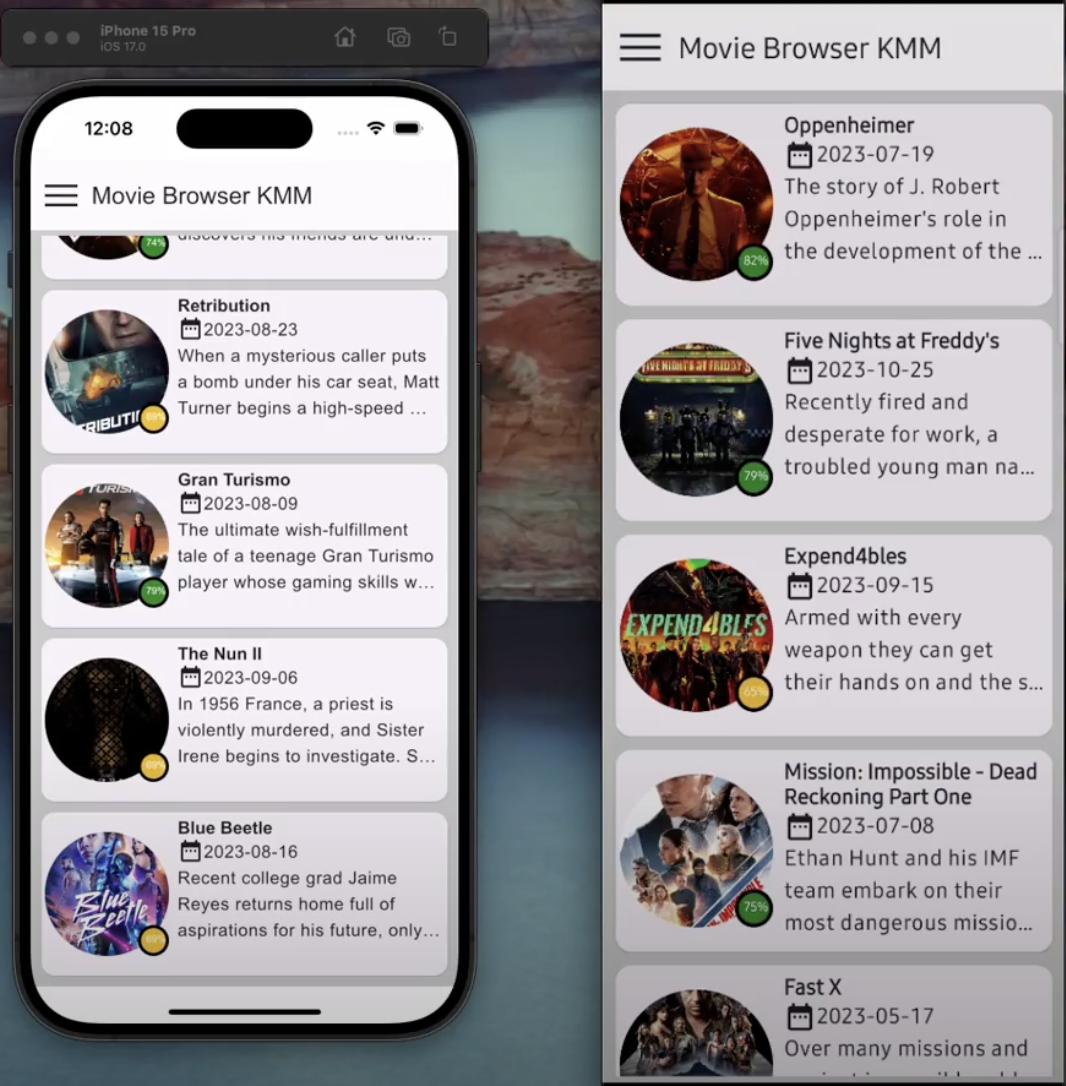 iPhone 15 Pro
iOS 17.0
12:08
Movie Browser KMM
74%
discovers his friends are and...
Retribution
2023-08-23
When a mysterious caller puts
a bomb under his car seat, Matt
Turner begins a high-speed ...
TRIBUTI
69%
Gran Turismo
2023-08-09
The ultimate wish-fulfillment
tale of a teenage Gran Turismo
player whose gaming skills w...
TURISM
79%
The Nun II
2023-09-06
In 1956 France, a priest is
violently murdered, and Sister
Irene begins to investigate. S...
69%
Blue Beetle
2023-08-16
Recent college grad Jaime
Reyes returns home full of
aspirations for his future, only...
Blue
Beetle
69%
Movie Browser KMM
Oppenheimer
2023-07-19
The story of J. Robert
Oppenheimer's role in
the development of the ...
82%
Five Nights at Freddy's
2023-10-25
Recently fired and
desperate for work, a
troubled young man na...
FIVE NIGHTS AT FREDDY'S
79%
Expend4bles
2023-09-15
Armed with every
weapon they can get
their hands on and the s...
EXPEND4BLES
65%
Mission: Impossible - Dead
Reckoning Part One
2023-07-08
Ethan Hunt and his IMF
team embark on their
most dangerous missio...
75%
Fast X
2023-05-17
Over many missions and